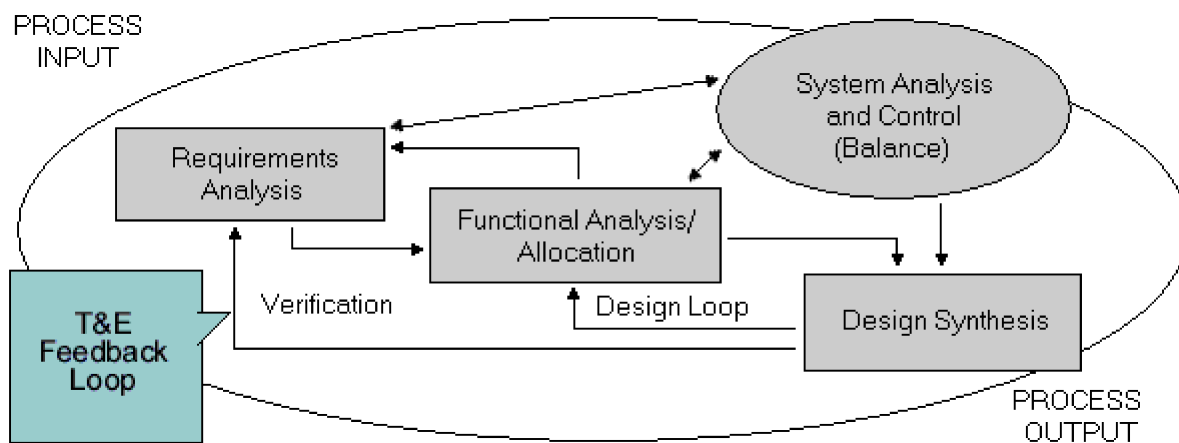 PROCESS
INPUT
System Analysis
and Control
(Balance)
Requirements
Analysis
Functional Analysis/
Allocation
Verification
Design Loop
Design Synthesis
T&E
Feedback
Loop
PROCESS
OUTPUT